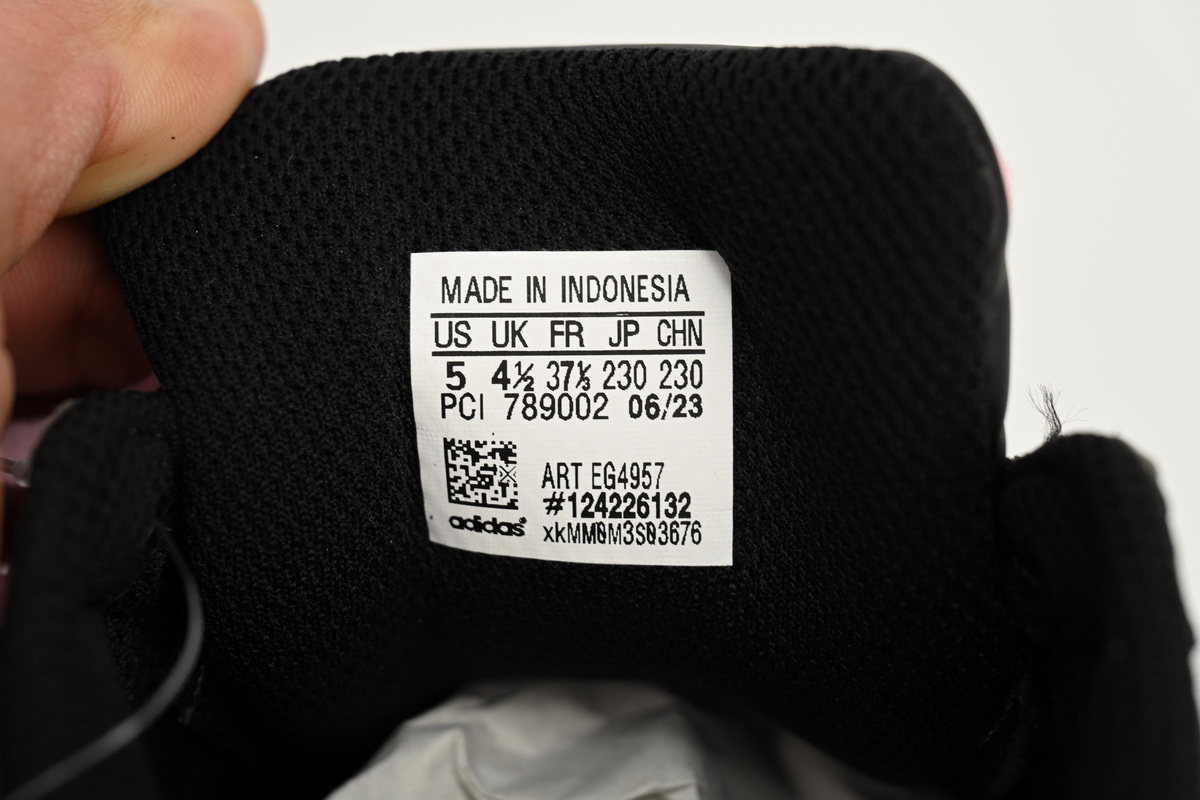 MADE IN INDONESIA
US UK FR JP CHN
5 4½ 37⅓ 230 230
PCI 789002 06/23
ART EG4957
#124226132
adidas
xkMM0M3S03676